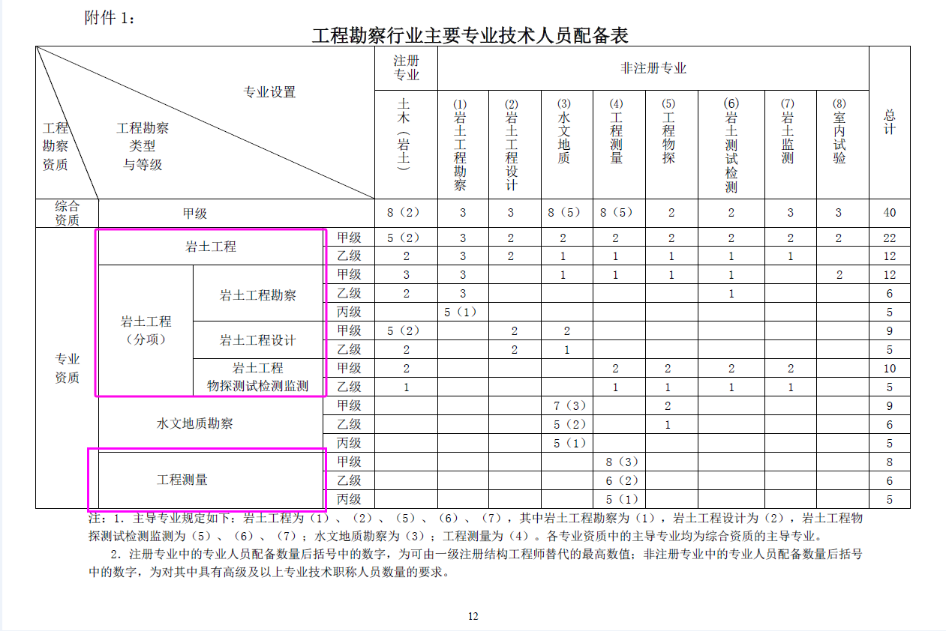 附件 1：
工程勘察行业主要专业技术人员配备表
专业设置
工程勘察
类型
与等级
工程
勘察
资质
注册
专业
非注册专业
总计
土木（岩土）
(1)岩土工程勘察
(2)岩土工程设计
(3)水文地质
(4)工程测量
(5)工程物探
(6)岩土测试检测
(7)岩土监测
(8)室内试验
综合
资质
甲级 8（2） 3 3 8（5） 8（5） 2 2 3 3 40
专业
资质
岩土工程
甲级 5（2） 3 2 2 2 2 2 2 2 22
乙级 2 3 2 1 1 1 1 1 12
岩土工程
（分项）
岩土工程勘察
甲级 3 3 1 1 1 1 2 12
乙级 2 3 1 6
丙级 5（1） 5
岩土工程设计
甲级 5（2） 2 2 9
乙级 2 2 1 5
岩土工程
物探测试检测监测
甲级 2 2 2 2 2 10
乙级 1 1 1 1 1 5
水文地质勘察
甲级 7（3） 2 9
乙级 5（2） 1 6
丙级 5（1） 5
工程测量
甲级 8（3） 8
乙级 6（2） 6
丙级 5（1） 5
注：1．主导专业规定如下：岩土工程为（1）、（2）、（5）、（6）、（7），其中岩土工程勘察为（1），岩土工程设计为（2），岩土工程物
探测试检测监测为（5）、（6）、（7）；水文地质勘察为（3）；工程测量为（4）。各专业资质中的主导专业均为综合资质的主导专业。
2．注册专业中的专业人员配备数量后括号中的数字，为可由一级注册结构工程师替代的最高数值；非注册专业中的专业人员配备数量后括号
中的数字，为对其中具有高级及以上专业技术职称人员数量的要求。
12